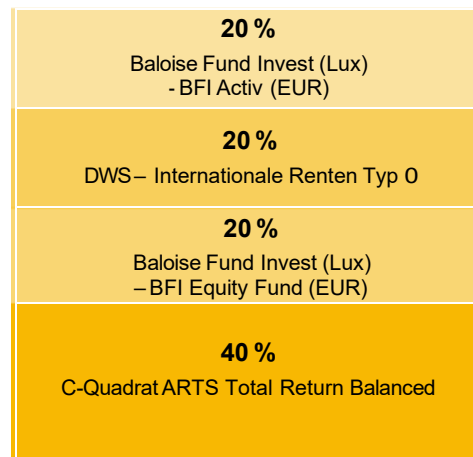 20 %
Baloise Fund Invest (Lux)
- BFI Activ (EUR)
20 %
DWS – Internationale Renten Typ O
20 %
Baloise Fund Invest (Lux)
– BFI Equity Fund (EUR)
40 %
C-Quadrat ARTS Total Return Balanced